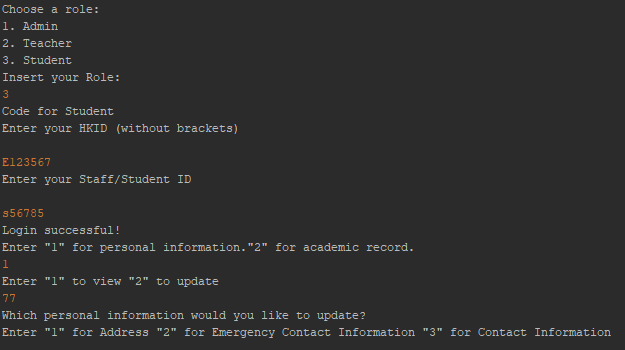 Choose a role:
1. Admin
2. Teacher
3. Student
Insert your Role:
3
Code for Student
Enter your HKID (without brackets)
E123567
Enter your Staff/Student ID
s56785
Login successful!
Enter "1" for personal information."2" for academic record.
1
Enter "1" to view "2" to update
77
Which personal information would you like to update?
Enter "1" for Address "2" for Emergency Contact Information "3" for Contact Information